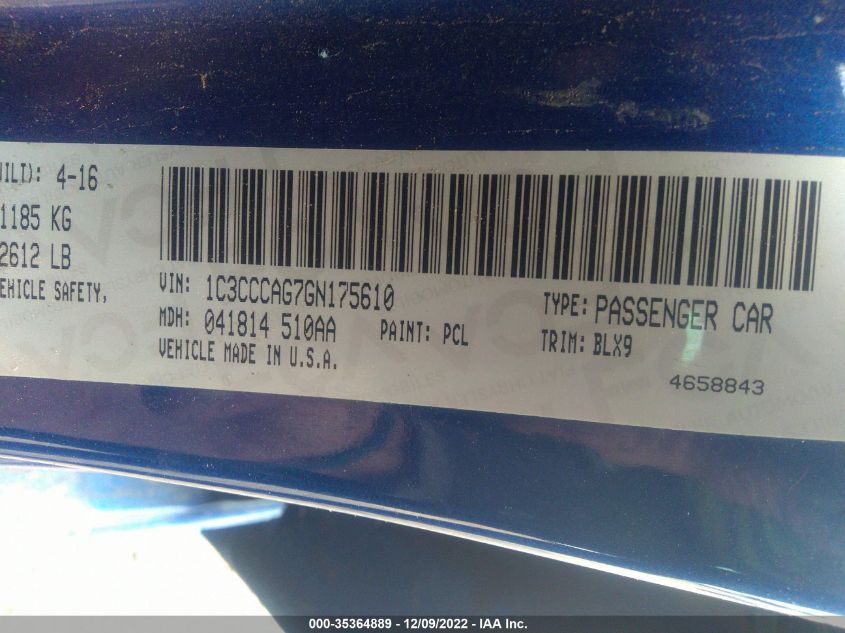 UILT): 4-16
1185 KG
2612 LB
EHICLE SAFETY,
VIN: 1C3CCCAG7GN175610
TYPE: PASSENGER CAR
MDH: 041814 510AA PAINT: PCL
TRIM: BLX9
VEHICLE MADE IN U.S.A.
4658843
000-35364889 - 12/09/2022 - IAA Inc.